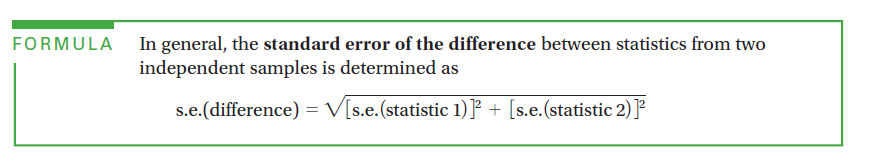 FORMULA In general, the standard error of the difference between statistics from two
independent samples is determined as
s.e.(difference) = √[s.e.(statistic 1)]² + [s.e.(statistic 2)]²